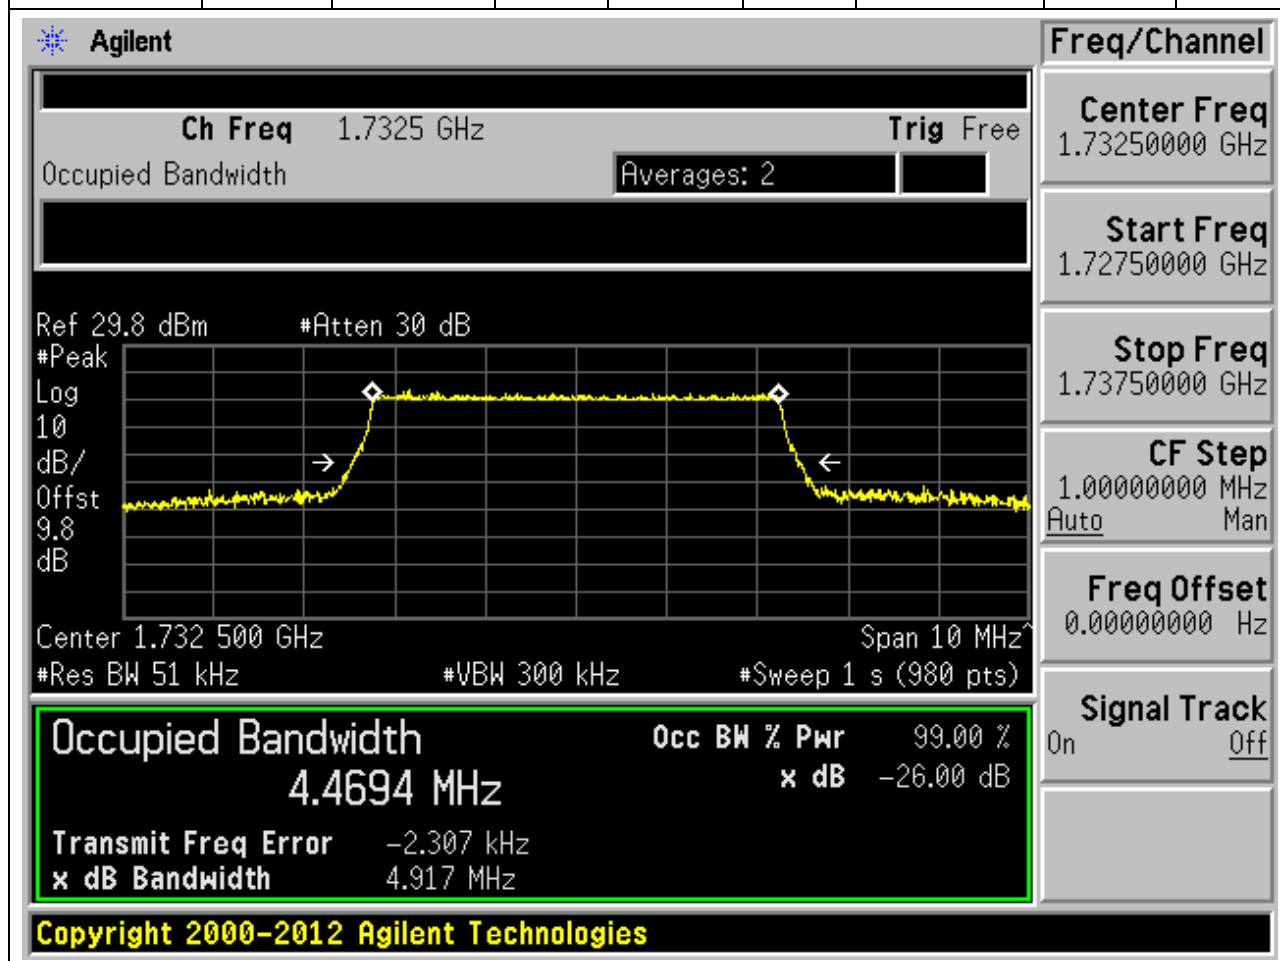 Agilent
Freq/Channel
Ch Freq 1.7325 GHz Trig Free
Occupied Bandwidth Averages: 2
Center Freq
1.73250000 GHz
Start Freq
1.72750000 GHz
Stop Freq
1.73750000 GHz
CF Step
1.00000000 MHz
Auto Man
Freq Offset
0.00000000 Hz
Signal Track
On Off
Ref 29.8 dBm #Atten 30 dB
#Peak
Log
10
dB/
Offst
9.8
dB
Center 1.732 500 GHz Span 10 MHz^
#Res BW 51 kHz #VBW 300 kHz #Sweep 1 s (980 pts)
Occupied Bandwidth Occ BW % Pwr 99.00 %
4.4694 MHz x dB -26.00 dB
Transmit Freq Error -2.307 kHz
x dB Bandwidth 4.917 MHz
Copyright 2000-2012 Agilent Technologies